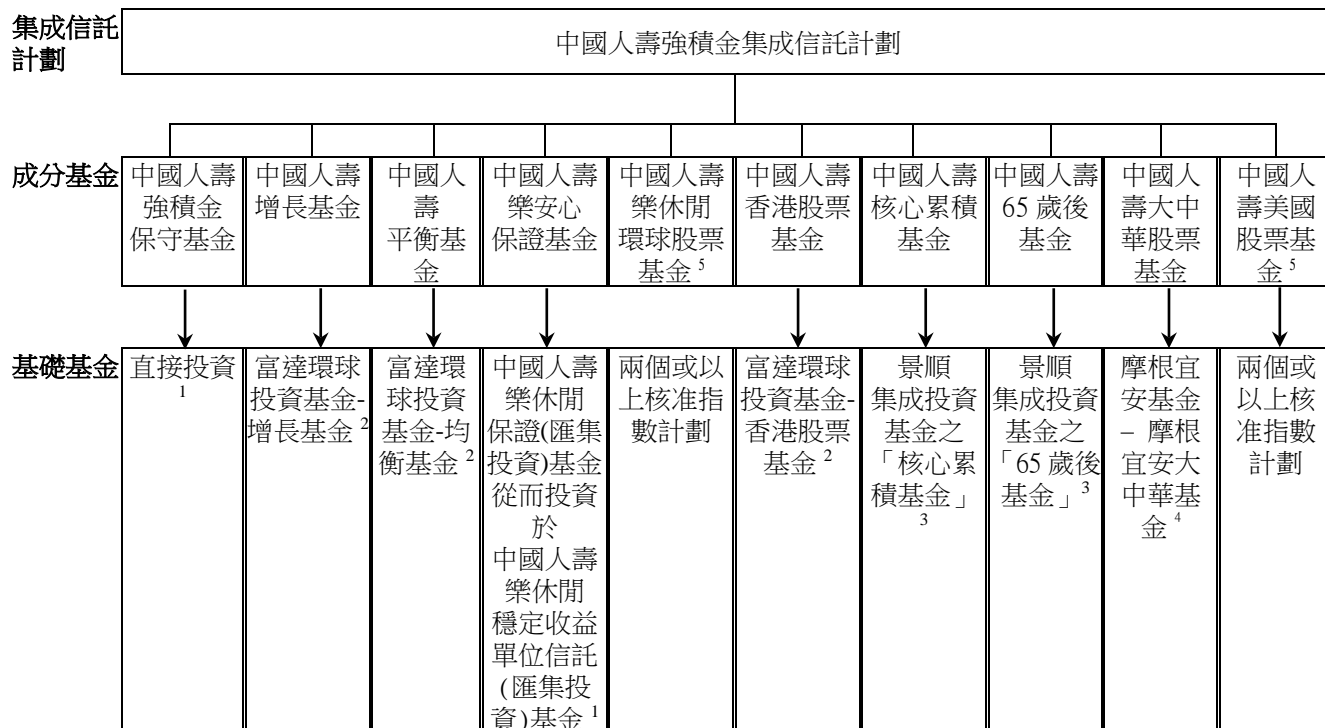 集成信託
計劃
中國人壽強積金集成信託計劃
成分基金
中國人壽
強積金
保守基金
中國人壽
增長基金
中國人
壽
平衡基
金
中國人壽
樂安心
保證基金
中國人壽
樂休閒
環球股票
基金 5
中國人壽
香港股票
基金
中國人壽
核心累積
基金
中國人壽
65 歲後
基金
中國人
壽大中
華股票
基金
中國人
壽美國
股票基
金 5
基礎基金
直接投資
1
富達環球
投資基金-
增長基金 2
富達環
球投資
基金-均
衡基金 2
中國人壽
樂休閒
保證(匯集
投資)基金
從而投資
於
中國人壽
樂休閒
穩定收益
單位信託
(匯集投
資)基金 1
兩個或以
上核准指
數計劃
富達環球
投資基金-
香港股票
基金 2
景順
集成投資
基金之
「核心累
積基金」
3
景順
集成投資
基金之
「65 歲後
基金」3
摩根宜
安基金
– 摩根
宜安大
中華基
金 4
兩個或
以上核
准指數
計劃